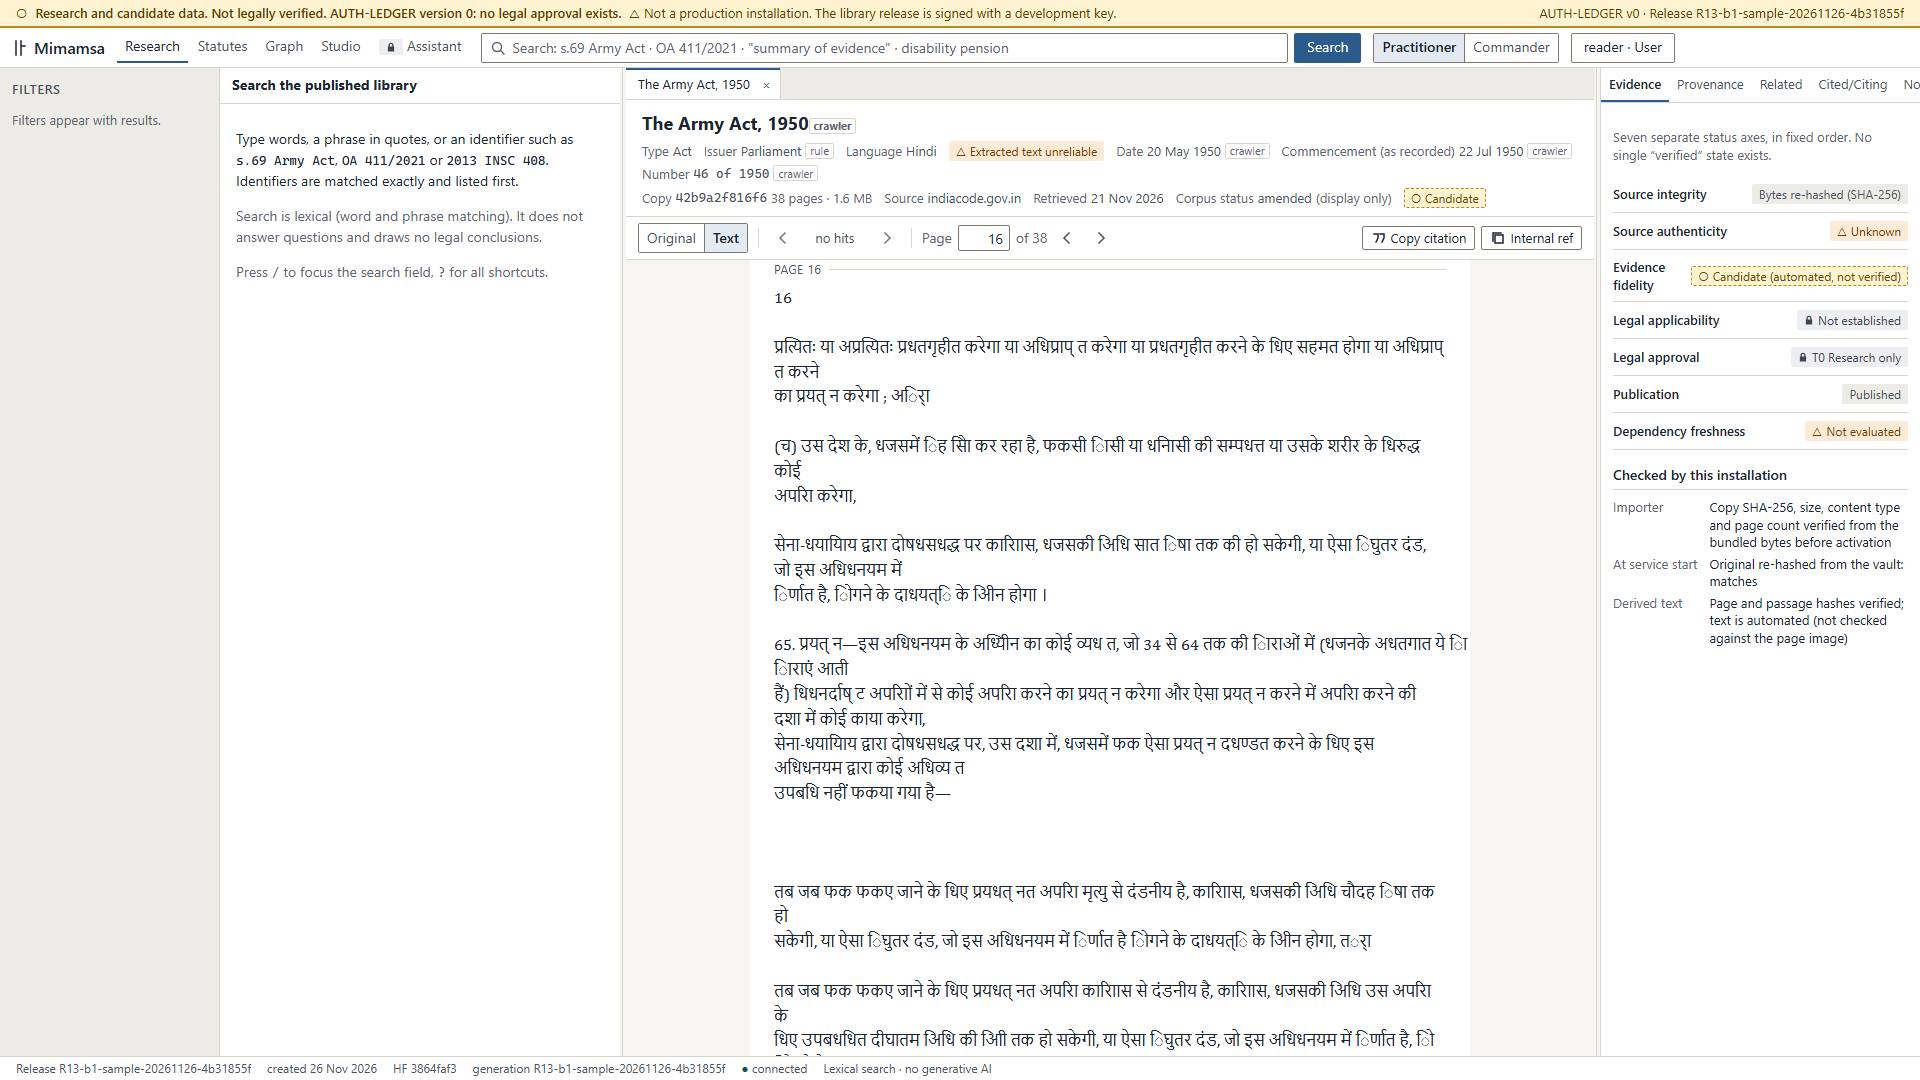 Research and candidate data. Not legally verified. AUTH-LEDGER version 0: no legal approval exists. △ Not a production installation. The library release is signed with a development key.
AUTH-LEDGER v0 · Release R13-b1-sample-20261126-4b31855f
Mimamsa Research Statutes Graph Studio Assistant
Search: s.69 Army Act · OA 411/2021 · "summary of evidence" · disability pension
Search Practitioner Commander reader · User
FILTERS
Filters appear with results.
Search the published library
Type words, a phrase in quotes, or an identifier such as
s.69 Army Act, OA 411/2021 or 2013 INSC 408.
Identifiers are matched exactly and listed first.
Search is lexical (word and phrase matching). It does not
answer questions and draws no legal conclusions.
Press / to focus the search field, ? for all shortcuts.
The Army Act, 1950 ×
The Army Act, 1950 crawler
Type Act Issuer Parliament rule Language Hindi △ Extracted text unreliable Date 20 May 1950 crawler Commencement (as recorded) 22 Jul 1950 crawler
Number 46 of 1950 crawler
Copy 42b9a2f816f6 38 pages · 1.6 MB Source indiacode.gov.in Retrieved 21 Nov 2026 Corpus status amended (display only) Candidate
Original Text no hits Page 16 of 38 Copy citation Internal ref
PAGE 16
16
प्रत्यितः या अप्रत्यितः प्रधतगृहीत करेगा या अधिप्राप् त करेगा या प्रधतगृहीत करने के धिए सहमत होगा या अधिप्राप्
त करने
का प्रयत् न करेगा ; अर्िा
(च) उस देश के, धजसमें िह सेिा कर रहा है, फकसी िासी या धनिासी की सम्पधत्त या उसके शरीर के धिरुद्ध
कोई
अपराि करेगा,
सेना-धयायािय द्वारा दोषधसधद्ध पर कारािास, धजसकी अिधि सात िषा तक की हो सकेगी, या ऐसा िघुतर दंड,
जो इस अधिधनयम में
िर्णात है, िोगने के दाधयत्ि के अिीन होगा ।
65. प्रयत् न—इस अधिधनयम के अध्यिीन का कोई व्यध त, जो 34 से 64 तक की िाराओं में (धजनके अधतगात ये िा
िाराएं आती
हैं) धिधनर्दाष् ट अपरािों में से कोई अपराि करने का प्रयत् न करेगा और ऐसा प्रयत् न करने में अपराि करने की
दशा में कोई काया करेगा,
सेना-धयायािय द्वारा दोषधसधद्ध पर, उस दशा में, धजसमें फक ऐसा प्रयत् न दधण्डत करने के धिए इस
अधिधनयम द्वारा कोई अधिव्य त
उपबधि नहीं फकया गया है—
तब जब फक फकए जाने के धिए प्रयधत् नत अपराि मृत्यु से दंडनीय है, कारािास, धजसकी अिधि चौदह िषा तक
हो
सकेगी, या ऐसा िघुतर दंड, जो इस अधिधनयम में िर्णात है िोगने के दाधयत्ि के अिीन होगा, तर्ा
तब जब फक फकए जाने के धिए प्रयधत् नत अपराि कारािास से दंडनीय है, कारािास, धजसकी अिधि उस अपराि
के
धिए उपबधधित दीघातम अिधि की आिी तक हो सकेगी, या ऐसा िघुतर दंड, जो इस अधिधनयम में िर्णात है, िो
Evidence Provenance Related Cited/Citing No
Seven separate status axes, in fixed order. No
single “verified” state exists.
Source integrity Bytes re-hashed (SHA-256)
Source authenticity △ Unknown
Evidence
fidelity Candidate (automated, not verified)
Legal applicability Not established
Legal approval T0 Research only
Publication Published
Dependency freshness △ Not evaluated
Checked by this installation
Importer Copy SHA-256, size, content type
and page count verified from the
bundled bytes before activation
At service start Original re-hashed from the vault:
matches
Derived text Page and passage hashes verified;
text is automated (not checked
against the page image)
Release R13-b1-sample-20261126-4b31855f created 26 Nov 2026 HF 3864faf3 generation R13-b1-sample-20261126-4b31855f connected Lexical search · no generative AI